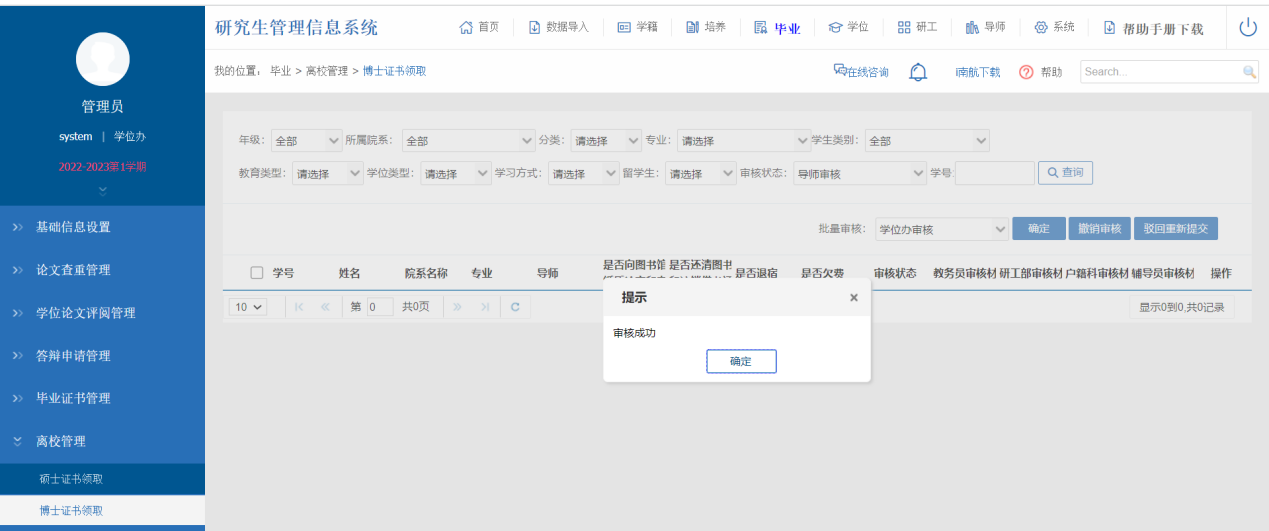 研究生管理信息系统
首页 数据导入 学籍 培养 毕业 学位 研工 导师 系统 帮助手册下载
我的位置： 毕业 > 离校管理 > 博士证书领取
在线咨询 i南航下载 帮助 Search...
管理员
system | 学位办
2022-2023第1学期
基础信息设置
论文查重管理
学位论文评阅管理
答辩申请管理
毕业证书管理
离校管理
硕士证书领取
博士证书领取
年级： 全部 所属院系： 全部 分类： 请选择 专业： 请选择 学生类别： 全部
教育类型： 请选择 学位类型： 请选择 学习方式： 请选择 留学生： 请选择 审核状态： 导师审核 学号: 查询
批量审核： 学位办审核 确定 撤销审核 驳回重新提交
学号 姓名 院系名称 专业 导师 是否向图书馆 是否还清图书 是否退宿 是否欠费 审核状态 教务员审核材 研工部审核材 户籍科审核材 辅导员审核材 操作
10 第 0 共0页 显示0到0,共0记录
提示 ×
审核成功
确定